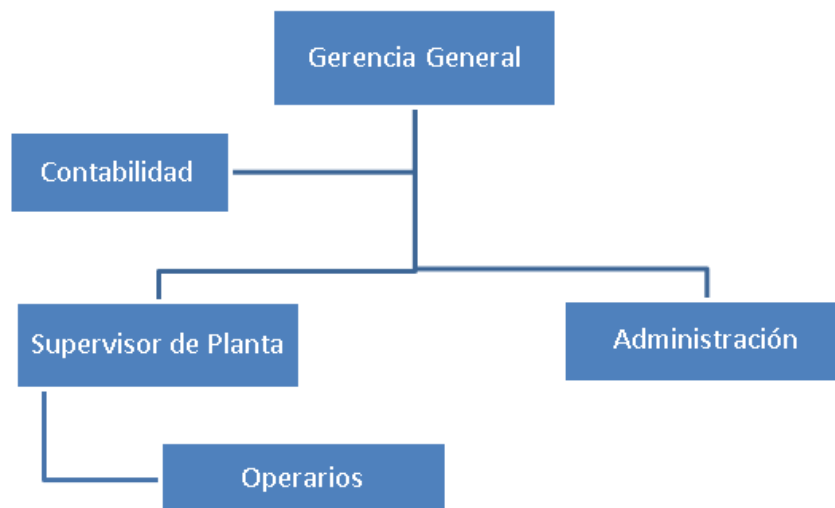 Gerencia General
Contabilidad
Supervisor de Planta
Administración
Operarios